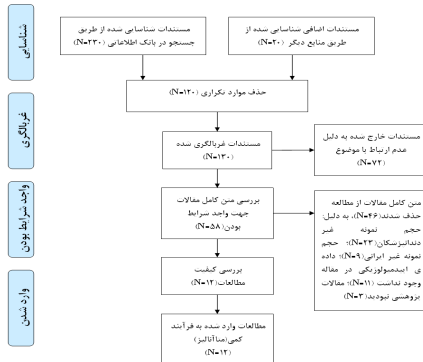 شناسایی
مستندات شناسایی شده از طریق
جستجو در بانک اطلاعاتی (N=۲۳۰)
مستندات اضافی شناسایی شده از
طریق منابع دیگر (N=۲۰)
حذف موارد تکراری (N=۱۲۰)
غربالگری
مستندات غربالگری شده
(N=۱۳۰)
مستندات خارج شده به دلیل
عدم ارتباط با موضوع
(N=۷۲)
واجد شرایط بودن
بررسی متن کامل مقالات
جهت واجد شرایط
بودن (N=۵۸)
متن کامل مقالات از مطالعه
حذف شدند (N=۴۶)، به دلیل:
حجم نمونه غیر
دندانپزشکان (N=۲۳)؛ حجم
نمونه غیر ایرانی (N=۹)؛ داده
ی اپیدمیولوزیکی در مقاله
وجود نداشت (N=۱۱)؛ مقالات
پژوهشی نبودند (N=۳)
بررسی کیفیت
مطالعات (N=۱۲)
وارد شدن
مطالعات وارد شده به فرآیند
کمی(متاآنالیز)
(N=۱۲)